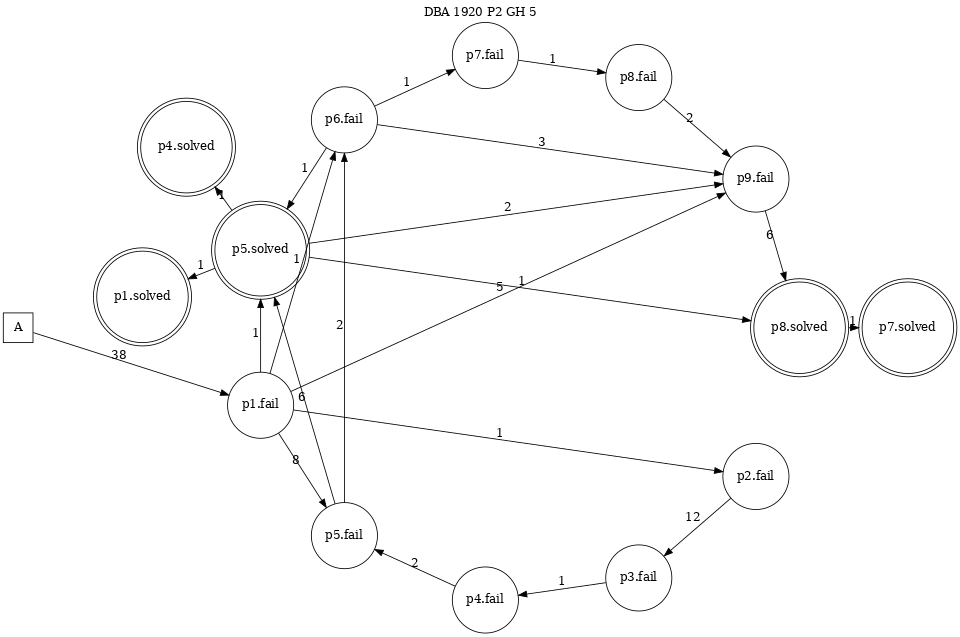 DBA 1920 P2 GH 5
p7.fail
1
p8.fail
1
p6.fail
2
3
p4.solved
1
p9.fail
1
2
p5.solved
6
1
1
p1.solved
5
1
A
p8.solved
1
p7.solved
2
1
38
6
p1.fail
1
8
p2.fail
12
p5.fail
2
1
p3.fail
p4.fail